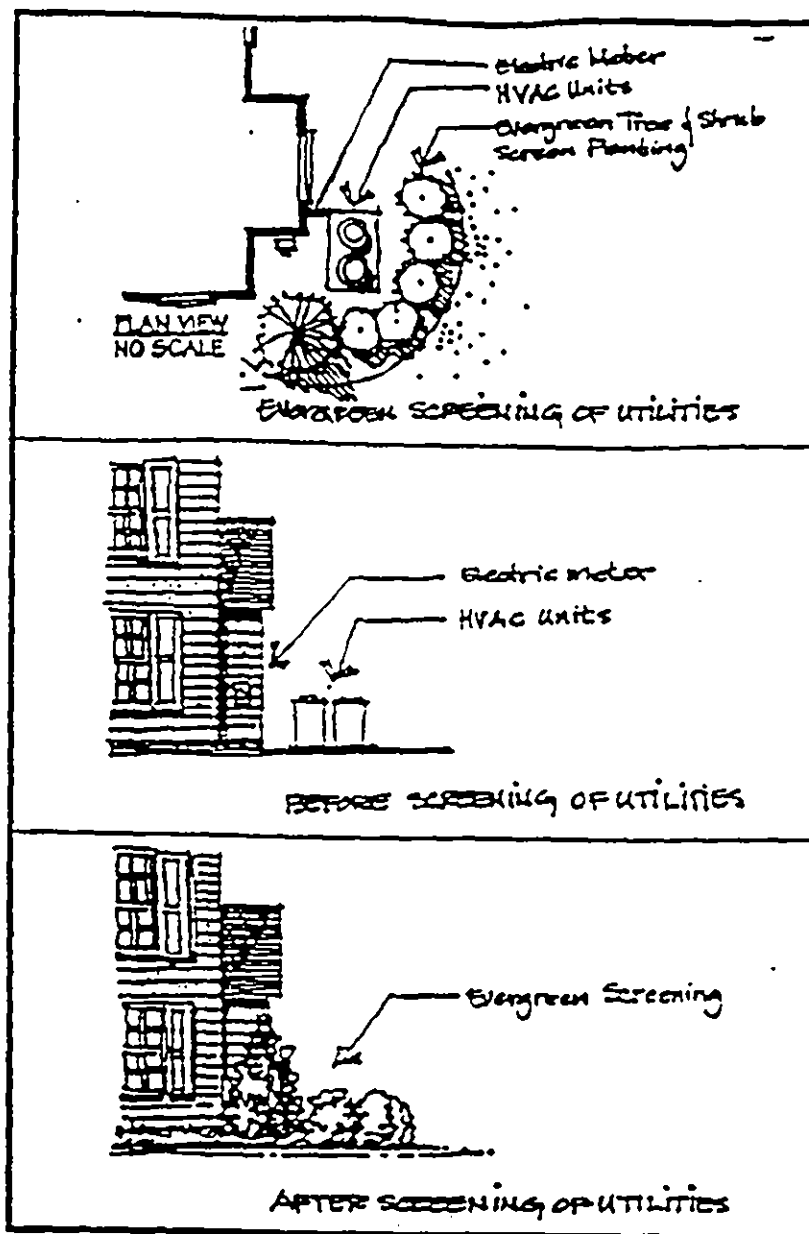 Electric Meter
HVAC Units
Evergreen Tree & Shrub
Screen Planting
PLAN VIEW
NO SCALE
EVERGREEN SCREENING OF UTILITIES
Electric meter
HVAC Units
BEFORE SCREENING OF UTILITIES
Evergreen Screening
AFTER SCREENING OF UTILITIES